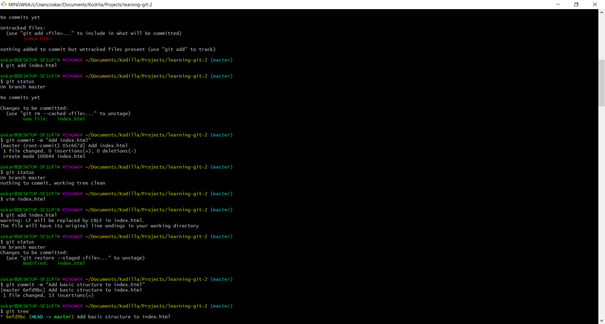 MINGW64:/c/Users/oskar/Documents/Kodilla/Projects/learning-git-2
No commits yet
Untracked files:
(use "git add <file>..." to include in what will be committed)
index.html
nothing added to commit but untracked files present (use "git add" to track)
oskar@DESKTOP-SFILP7N MINGW64 ~/Documents/Kodilla/Projects/learning-git-2 (master)
$ git add index.html
oskar@DESKTOP-SFILP7N MINGW64 ~/Documents/Kodilla/Projects/learning-git-2 (master)
$ git status
On branch master
No commits yet
Changes to be committed:
(use "git rm --cached <file>..." to unstage)
new file: index.html
oskar@DESKTOP-SFILP7N MINGW64 ~/Documents/Kodilla/Projects/learning-git-2 (master)
$ git commit -m "Add index.html"
[master (root-commit) 05c667d] Add index.html
1 file changed, 0 insertions(+), 0 deletions(-)
create mode 100644 index.html
oskar@DESKTOP-SFILP7N MINGW64 ~/Documents/Kodilla/Projects/learning-git-2 (master)
$ git status
On branch master
nothing to commit, working tree clean
oskar@DESKTOP-SFILP7N MINGW64 ~/Documents/Kodilla/Projects/learning-git-2 (master)
$ vim index.html
oskar@DESKTOP-SFILP7N MINGW64 ~/Documents/Kodilla/Projects/learning-git-2 (master)
$ git add index.html
warning: LF will be replaced by CRLF in index.html.
The file will have its original line endings in your working directory
oskar@DESKTOP-SFILP7N MINGW64 ~/Documents/Kodilla/Projects/learning-git-2 (master)
$ git status
On branch master
Changes to be committed:
(use "git restore --staged <file>..." to unstage)
modified: index.html
oskar@DESKTOP-SFILP7N MINGW64 ~/Documents/Kodilla/Projects/learning-git-2 (master)
$ git commit -m "Add basic structure to index.html"
[master 6efd9bc] Add basic structure to index.html
1 file changed, 13 insertions(+)
oskar@DESKTOP-SFILP7N MINGW64 ~/Documents/Kodilla/Projects/learning-git-2 (master)
$ git tree
* 6efd9bc (HEAD -> master) Add basic structure to index.html